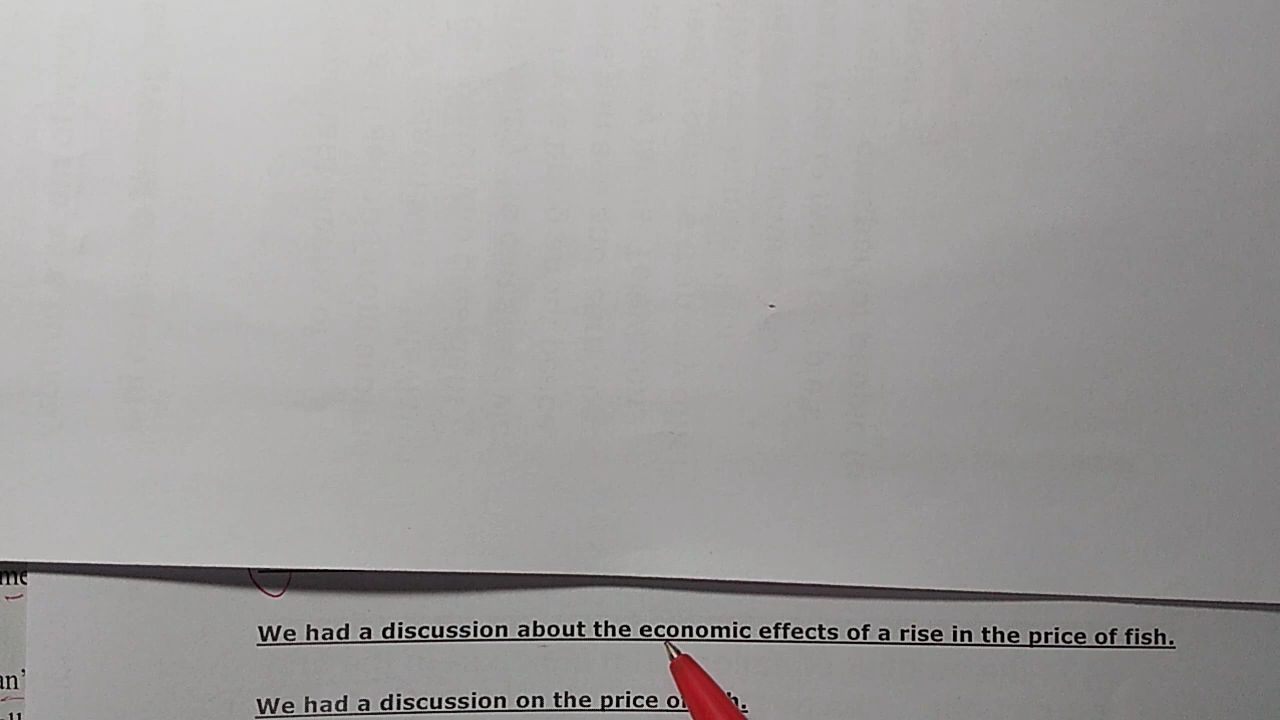 We had a discussion about the economic effects of a rise in the price of fish.
We had a discussion on the price